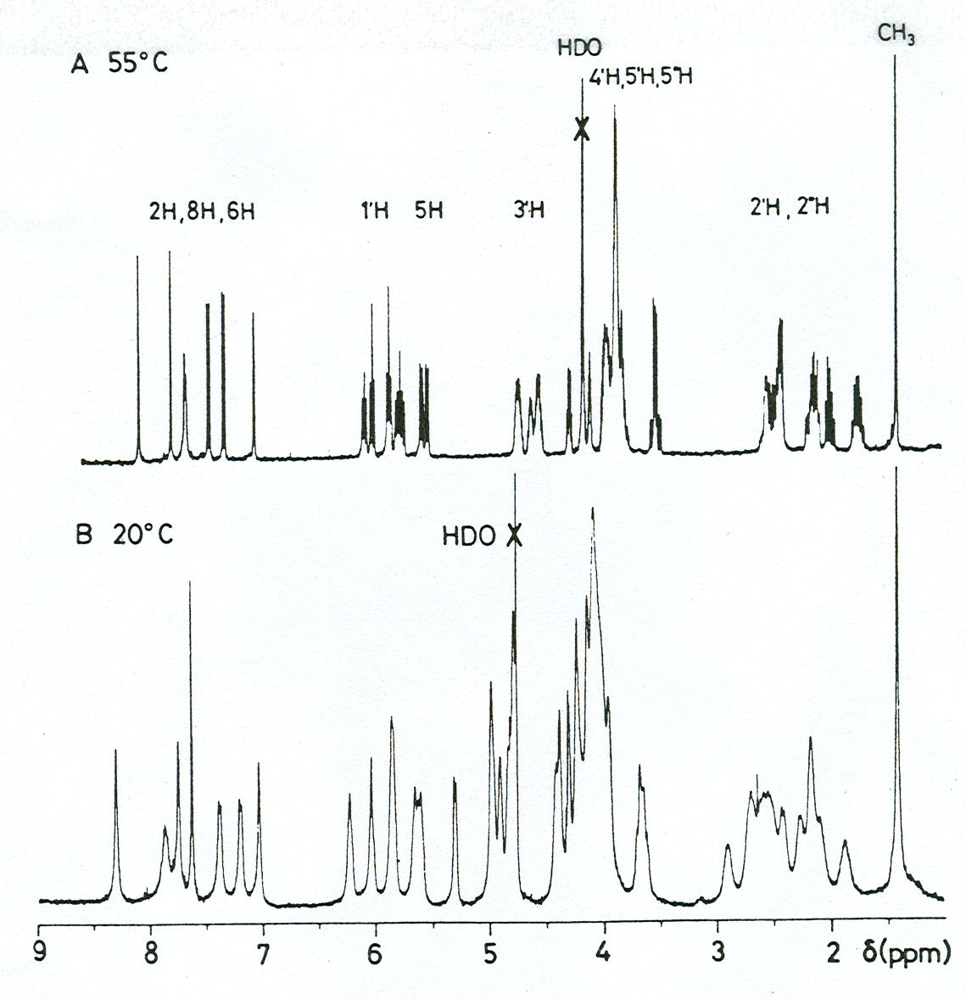 A 55°C
HDO
CH₃
4'H,5'H,5"H
2H,8H,6H
1'H
5H
3'H
2'H, 2"H
B 20°C
HDO
9 8 7 6 5 4 3 2 δ(ppm)